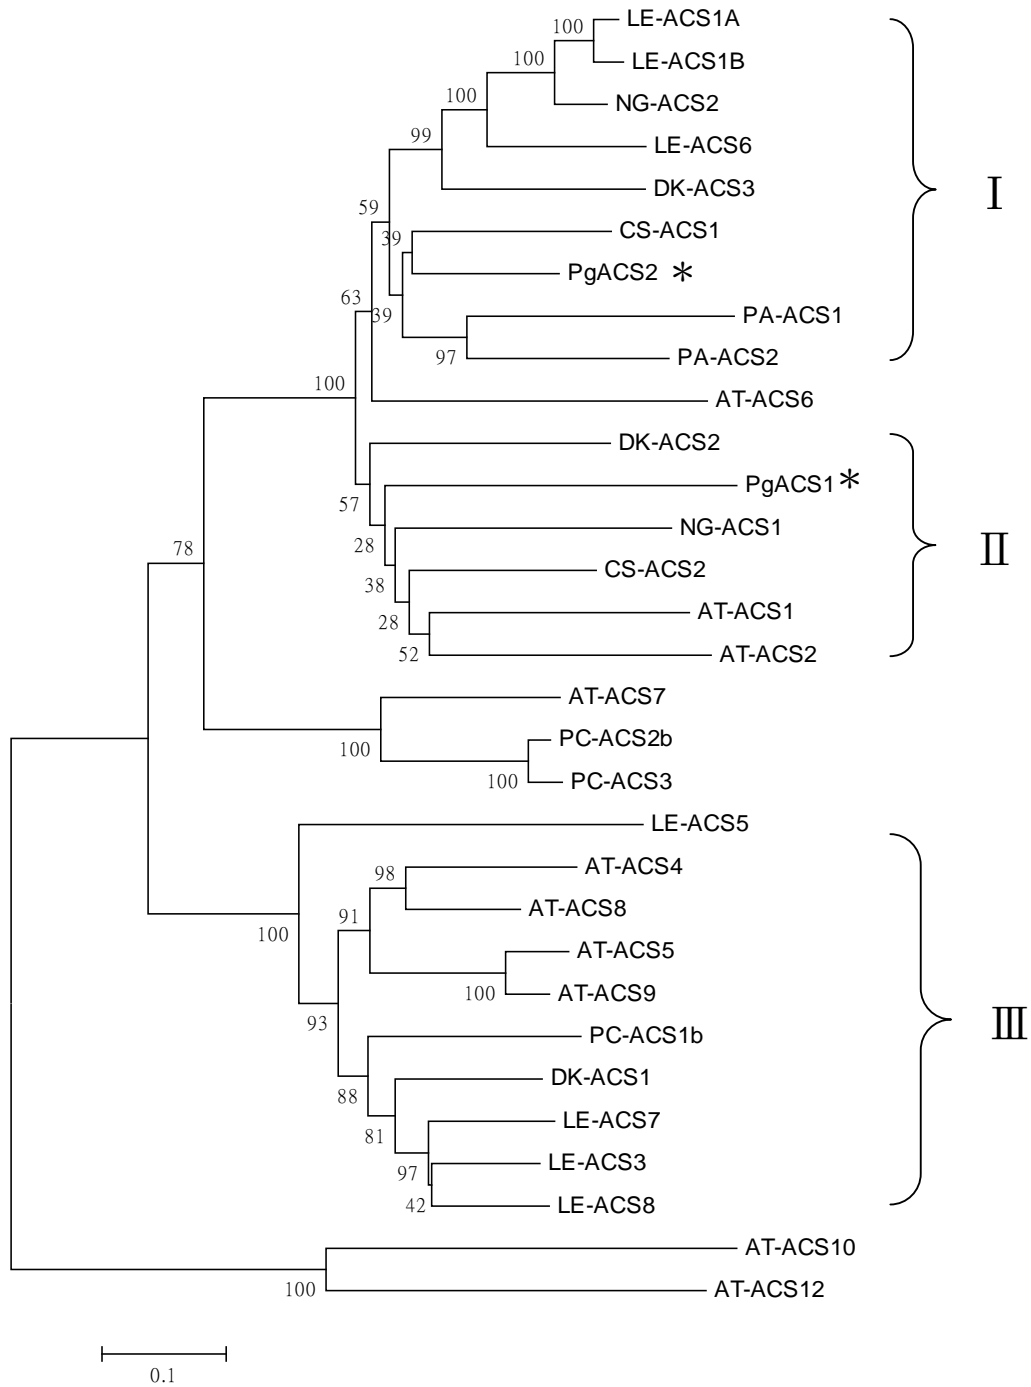 LE-ACS1A
100
LE-ACS1B
100
NG-ACS2
100
LE-ACS6
99
DK-ACS3
I
59
CS-ACS1
39
PgACS2 *
63
39
PA-ACS1
97
PA-ACS2
100
AT-ACS6
DK-ACS2
PgACS1*
57
NG-ACS1
28
II
78
CS-ACS2
38
AT-ACS1
28
52
AT-ACS2
AT-ACS7
100
PC-ACS2b
100
PC-ACS3
LE-ACS5
98
AT-ACS4
91
AT-ACS8
100
AT-ACS5
100
AT-ACS9
93
III
PC-ACS1b
88
DK-ACS1
81
LE-ACS7
97
LE-ACS3
42
LE-ACS8
AT-ACS10
100
AT-ACS12
0.1